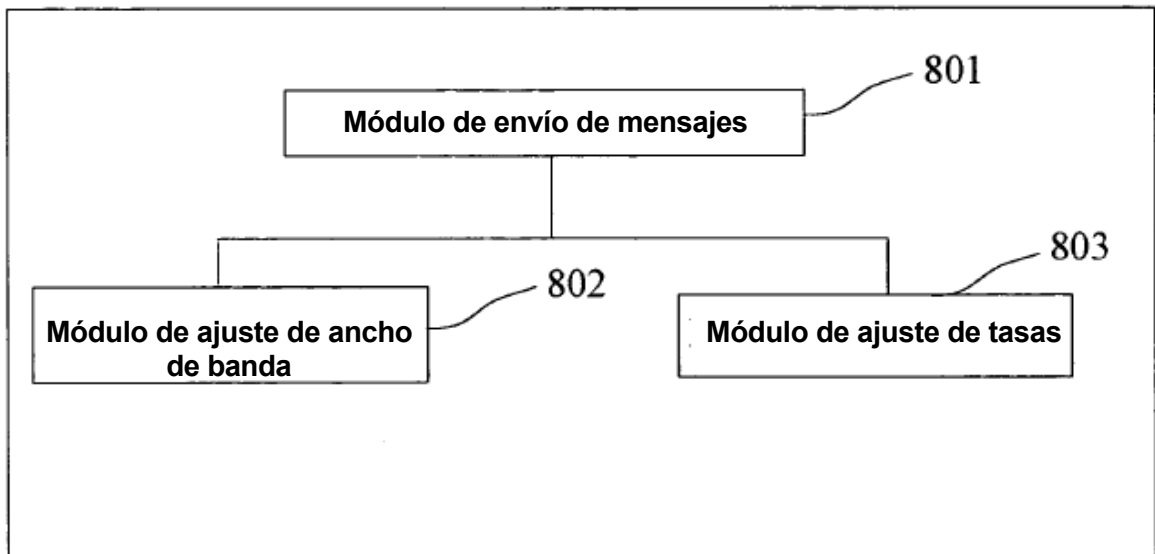 801
Módulo de envío de mensajes
803
802
Módulo de ajuste de ancho
de banda
Módulo de ajuste de tasas